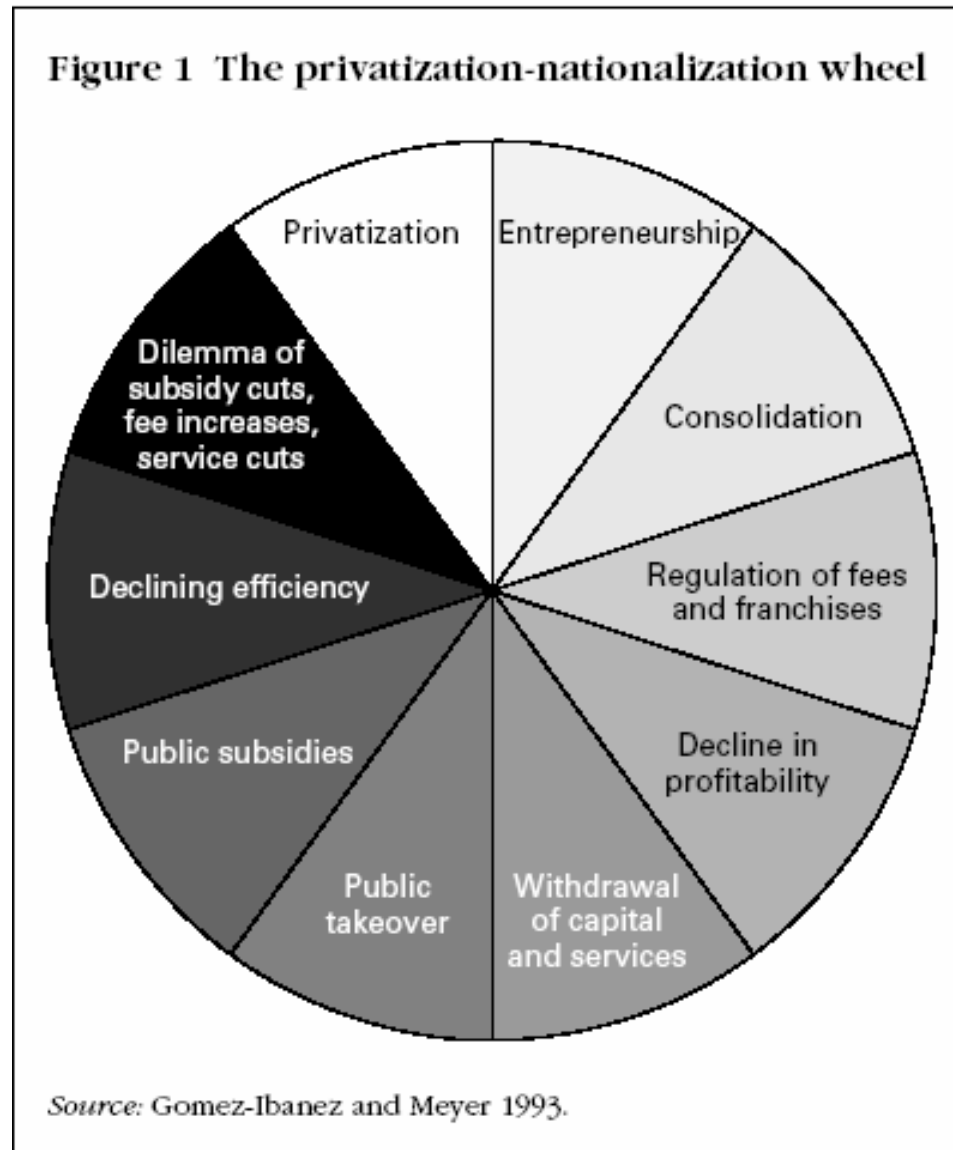 Figure 1 The privatization-nationalization wheel
Privatization
Entrepreneurship
Consolidation
Regulation of fees
and franchises
Decline in
profitability
Withdrawal
of capital
and services
Public
takeover
Public subsidies
Declining efficiency
Dilemma of
subsidy cuts,
fee increases,
service cuts
Source: Gomez-Ibanez and Meyer 1993.